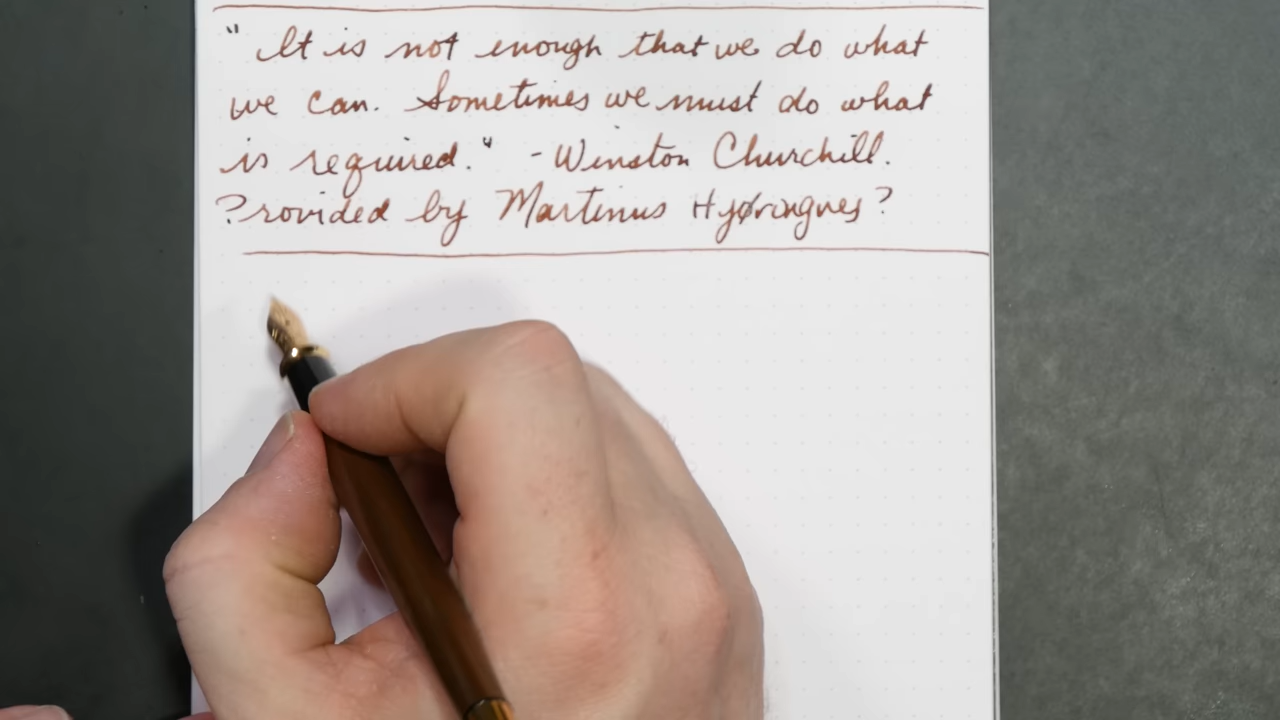 "It is not enough that we do what
we can. Sometimes we must do what
is required." -Winston Churchill.
?rovided by Martinus Hjørungnes?